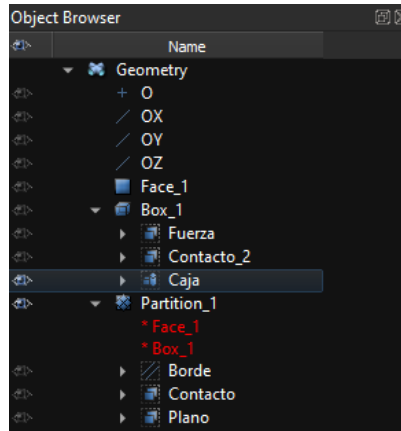 Object Browser
Name
Geometry
O
OX
OY
OZ
Face_1
Box_1
Fuerza
Contacto_2
Caja
Partition_1
* Face_1
* Box_1
Borde
Contacto
Plano